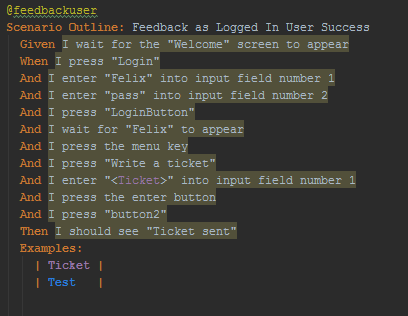 @feedbackuser
Scenario Outline: Feedback as Logged In User Success
Given I wait for the "Welcome" screen to appear
When I press "Login"
And I enter "Felix" into input field number 1
And I enter "pass" into input field number 2
And I press "LoginButton"
And I wait for "Felix" to appear
And I press the menu key
And I press "Write a ticket"
And I enter "<Ticket>" into input field number 1
And I press the enter button
And I press "button2"
Then I should see "Ticket sent"
Examples:
| Ticket |
| Test |